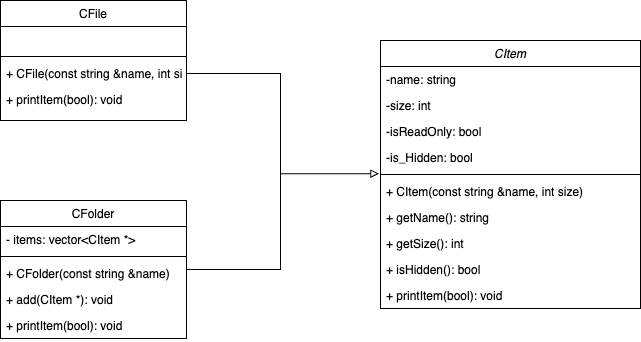 CFile
+ CFile(const string &name, int si
+ printItem(bool): void
CItem
-name: string
-size: int
-isReadOnly: bool
-is_Hidden: bool
+ CItem(const string &name, int size)
+ getName(): string
+ getSize(): int
+ isHidden(): bool
+ printItem(bool): void
CFolder
- items: vector<CItem *>
+ CFolder(const string &name)
+ add(CItem *): void
+ printItem(bool): void